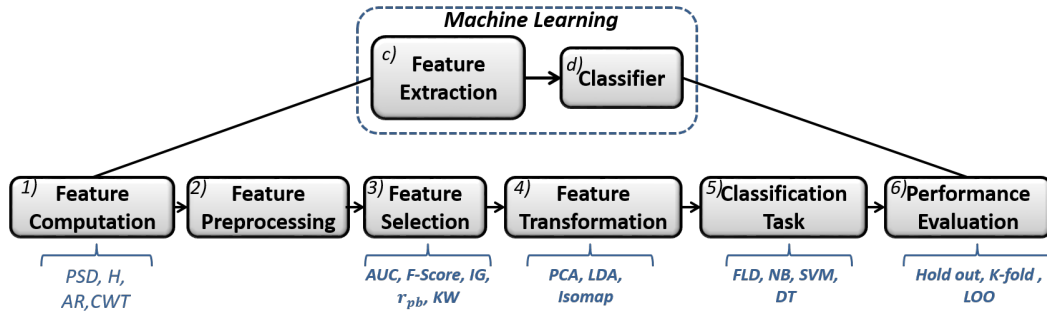 Machine Learning
c) Feature
Extraction
d) Classifier
1) Feature
Computation
2) Feature
Preprocessing
3) Feature
Selection
4) Feature
Transformation
5) Classification
Task
6) Performance
Evaluation
PSD, H,
AR,CWT
AUC, F-Score, IG,
r_pb, KW
PCA, LDA,
Isomap
FLD, NB, SVM,
DT
Hold out, K-fold ,
LOO